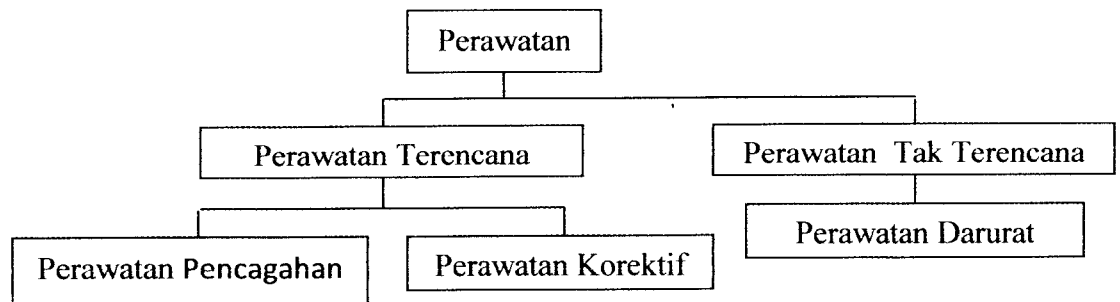 Perawatan
Perawatan Terencana
Perawatan Tak Terencana
Perawatan Pencagahan
Perawatan Korektif
Perawatan Darurat